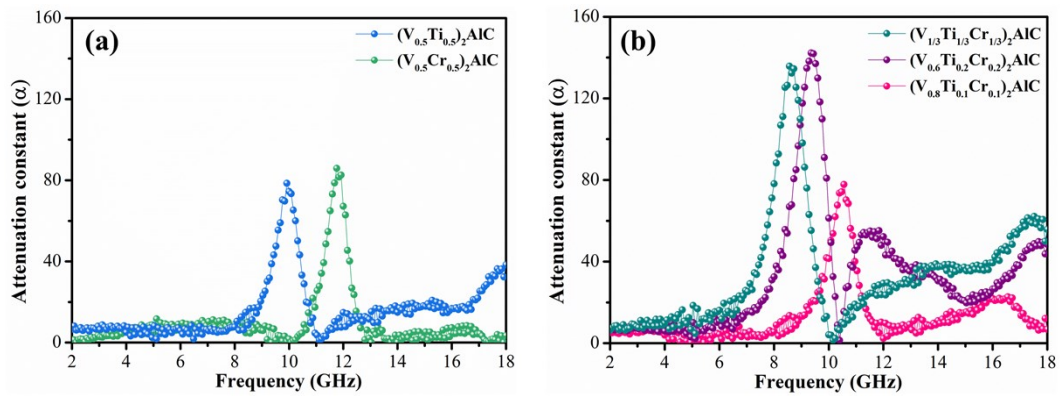 (a)
(V0.5Ti0.5)2AlC
(V0.5Cr0.5)2AlC
160
120
80
40
0
Attenuation constant (α)
2 4 6 8 10 12 14 16 18
Frequency (GHz)
(b)
(V1/3Ti1/3Cr1/3)2AlC
(V0.6Ti0.2Cr0.2)2AlC
(V0.8Ti0.1Cr0.1)2AlC
160
120
80
40
0
Attenuation constant (α)
2 4 6 8 10 12 14 16 18
Frequency (GHz)